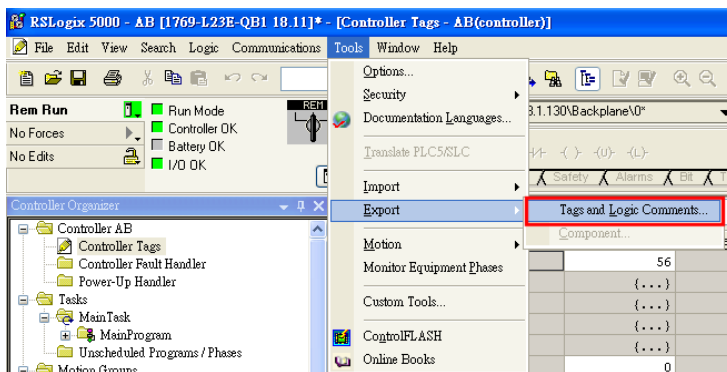 RSLogix 5000 - AB [1769-L23E-QB1 18.11]* - [Controller Tags - AB(controller)]
File Edit View Search Logic Communications Tools Window Help
Rem Run
Run Mode
REM
No Forces
Controller OK
Battery OK
No Edits
I/O OK
Controller Organizer
Controller AB
Controller Tags
Controller Fault Handler
Power-Up Handler
Tasks
MainTask
MainProgram
Unscheduled Programs / Phases
Motion Groups
Options...
Security
Documentation Languages...
Translate PLC5/SLC
Import
Export
Motion
Monitor Equipment Phases
Custom Tools...
ControlFLASH
Online Books
Tags and Logic Comments...
Component...
3.1.130\Backplane\0*
Safety Alarms Bit T
56
{...}
{...}
{...}
{...}
0